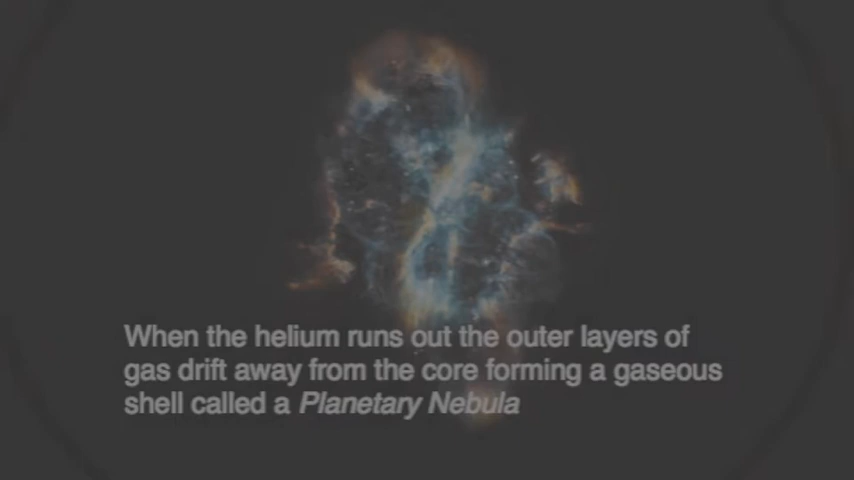 When the helium runs out the outer layers of
gas drift away from the core forming a gaseous
shell called a Planetary Nebula